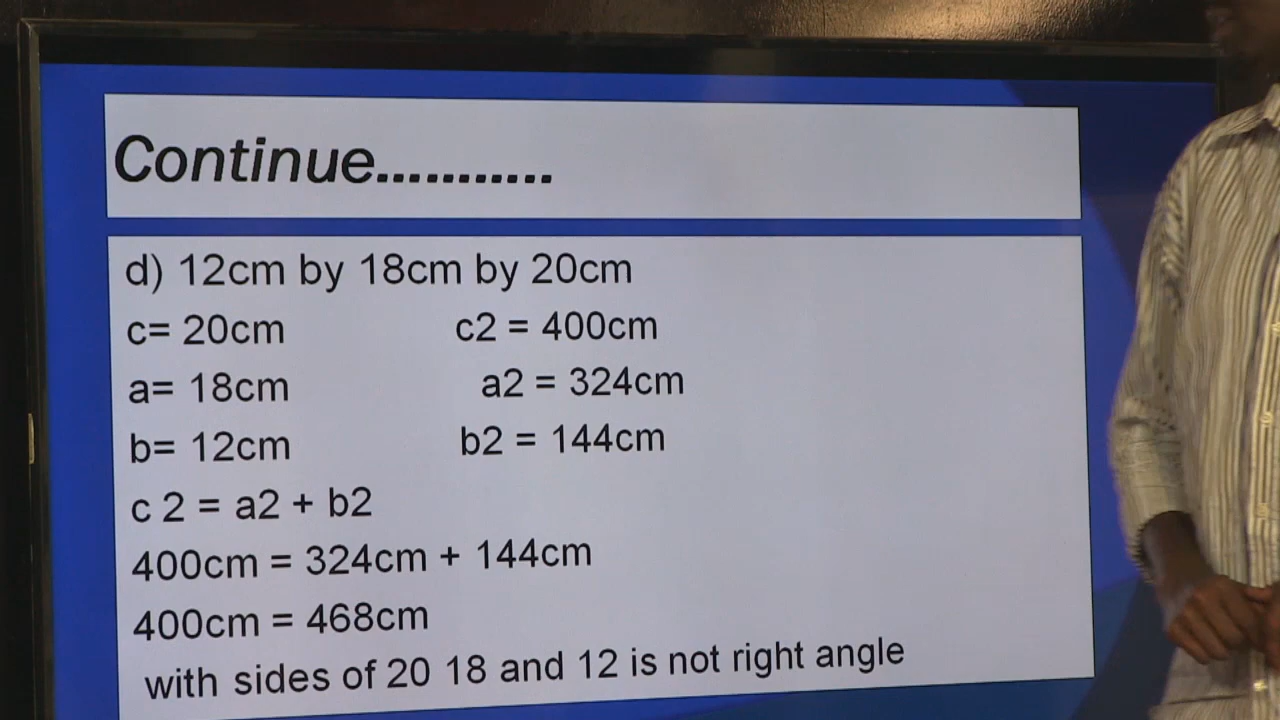 Continue...........
d) 12cm by 18cm by 20cm
c= 20cm c2 = 400cm
a= 18cm a2 = 324cm
b= 12cm b2 = 144cm
c 2 = a2 + b2
400cm = 324cm + 144cm
400cm = 468cm
with sides of 20 18 and 12 is not right angle